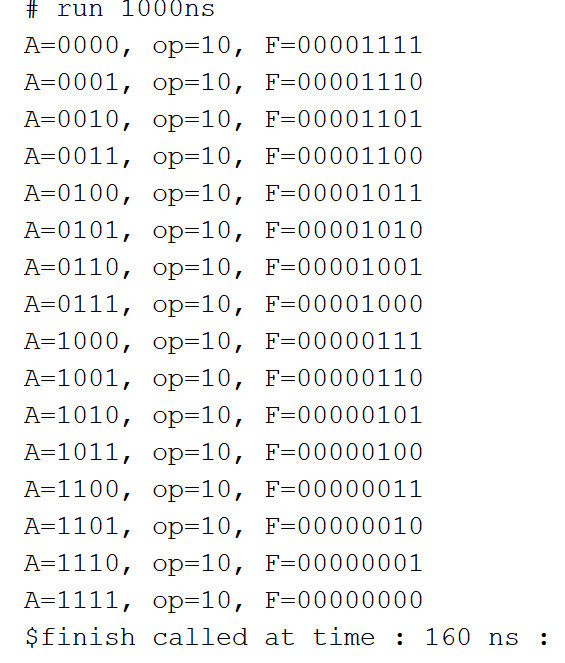 # run 1000ns
A=0000, op=10, F=00001111
A=0001, op=10, F=00001110
A=0010, op=10, F=00001101
A=0011, op=10, F=00001100
A=0100, op=10, F=00001011
A=0101, op=10, F=00001010
A=0110, op=10, F=00001001
A=0111, op=10, F=00001000
A=1000, op=10, F=00000111
A=1001, op=10, F=00000110
A=1010, op=10, F=00000101
A=1011, op=10, F=00000100
A=1100, op=10, F=00000011
A=1101, op=10, F=00000010
A=1110, op=10, F=00000001
A=1111, op=10, F=00000000
$finish called at time : 160 ns :